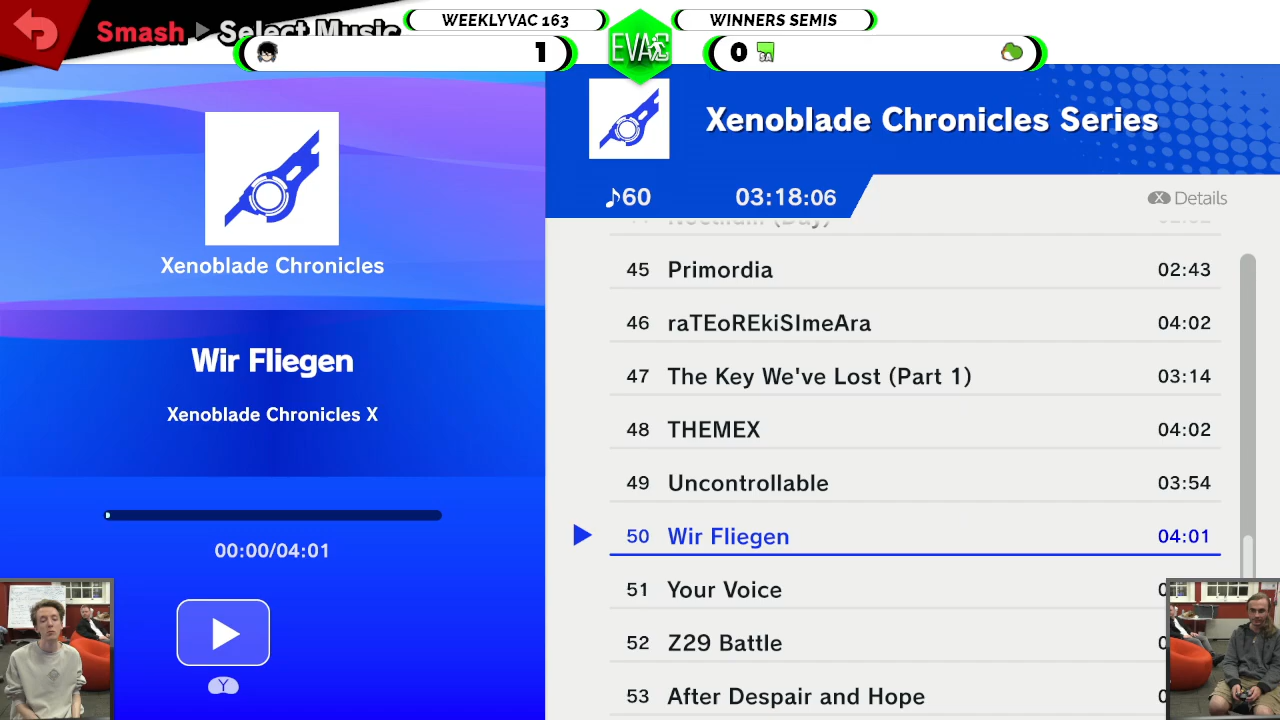 WEEKLYVAC 163
WINNERS SEMIS
Smash ▶ Select Music
1
EVAC
0
SA
Xenoblade Chronicles Series
♪60 03:18:06
X Details
Xenoblade Chronicles
Wir Fliegen
Xenoblade Chronicles X
00:00/04:01
Y
45 Primordia 02:43
46 raTEoREkiSImeAra 04:02
47 The Key We've Lost (Part 1) 03:14
48 THEMEX 04:02
49 Uncontrollable 03:54
50 Wir Fliegen 04:01
51 Your Voice
52 Z29 Battle
53 After Despair and Hope